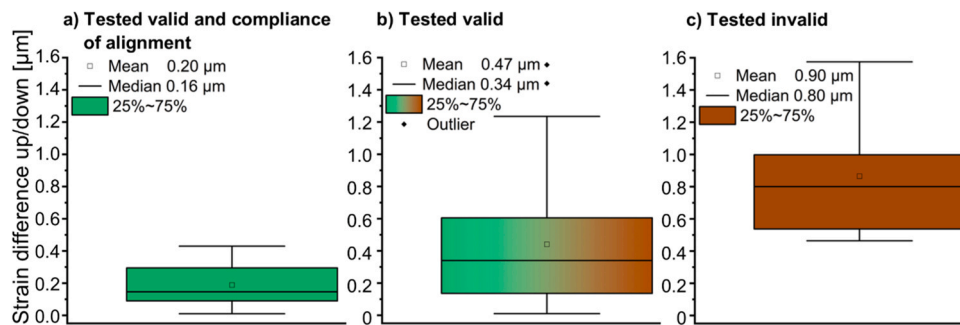 a) Tested valid and compliance
of alignment
Strain difference up/down [µm]
1.6
1.4
1.2
1.0
0.8
0.6
0.4
0.2
0.0
Mean 0.20 µm
Median 0.16 µm
25%~75%
b) Tested valid
1.6
1.4
1.2
1.0
0.8
0.6
0.4
0.2
0
Mean 0.47 µm
Median 0.34 µm
25%~75%
Outlier
c) Tested invalid
1.6
1.4
1.2
1.0
0.8
0.6
0.4
0.2
0
Mean 0.90 µm
Median 0.80 µm
25%~75%